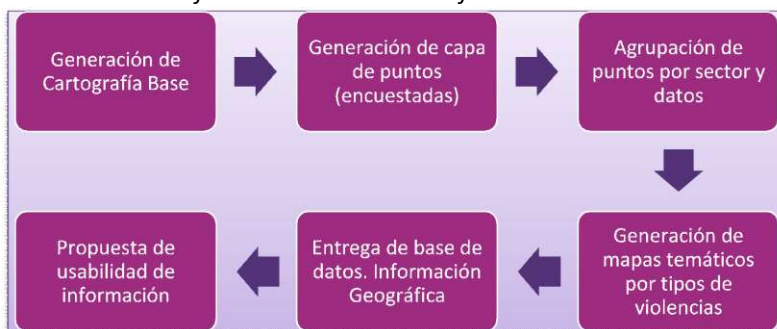 Generación de
Cartografía Base
Generación de capa
de puntos
(encuestadas)
Agrupación de
puntos por sector y
datos
Generación de
mapas temáticos
por tipos de
violencias
Entrega de base de
datos. Información
Geográfica
Propuesta de
usabilidad de
información